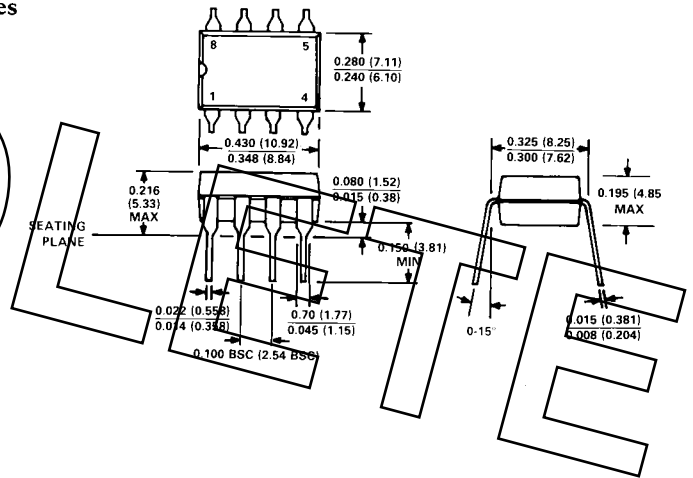 es
8 5
1 4
0.280 (7.11)
0.240 (6.10)
0.430 (10.92)
0.348 (8.84)
0.325 (8.25)
0.300 (7.62)
0.216
(5.33)
MAX
0.080 (1.52)
0.015 (0.38)
0.195 (4.85
MAX
SEATING
PLANE
0.150 (3.81)
MIN
0.022 (0.558)
0.014 (0.358)
0.70 (1.77)
0.045 (1.15)
0-15°
0.015 (0.381)
0.008 (0.204)
0.100 BSC (2.54 BSC)
LETE